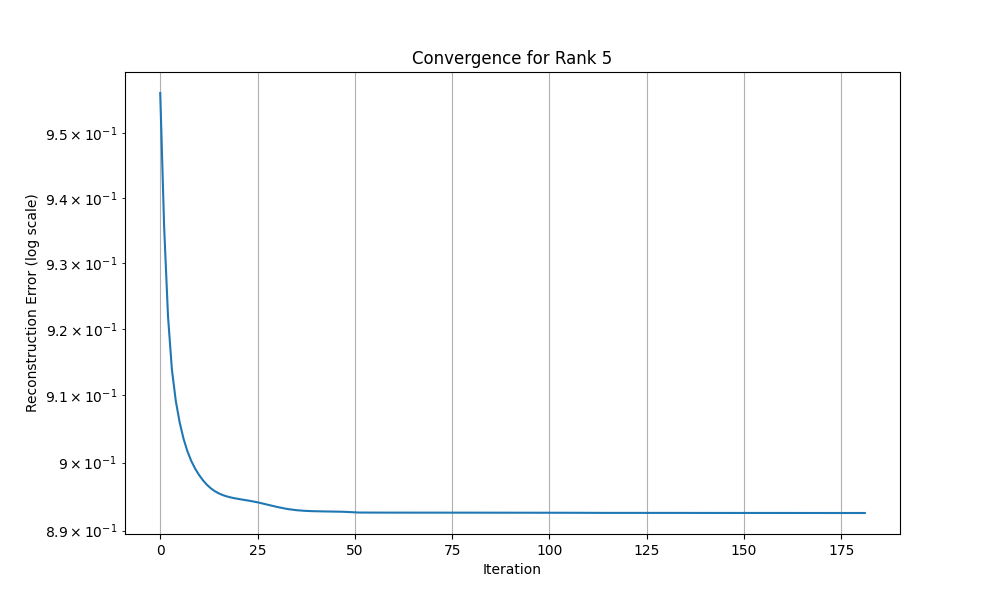 Convergence for Rank 5
Reconstruction Error (log scale)
9.5 × 10⁻¹
9.4 × 10⁻¹
9.3 × 10⁻¹
9.2 × 10⁻¹
9.1 × 10⁻¹
9 × 10⁻¹
8.9 × 10⁻¹
0 25 50 75 100 125 150 175
Iteration